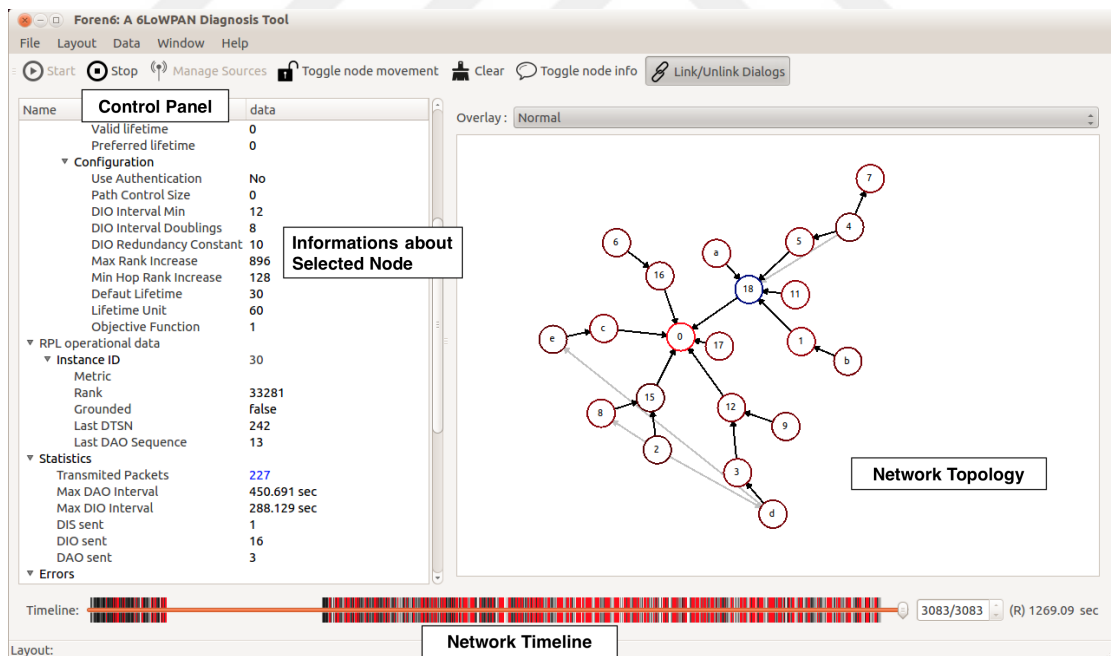 Foren6: A 6LoWPAN Diagnosis Tool
File Layout Data Window Help
Start Stop Manage Sources Toggle node movement Clear Toggle node info Link/Unlink Dialogs
Name data
Control Panel
Valid lifetime 0
Preferred lifetime 0
Configuration
Use Authentication No
Path Control Size 0
DIO Interval Min 12
DIO Interval Doublings 8
DIO Redundancy Constant 10
Max Rank Increase 896
Min Hop Rank Increase 128
Defaut Lifetime 30
Lifetime Unit 60
Objective Function 1
RPL operational data
Instance ID 30
Metric
Rank 33281
Grounded false
Last DTSN 242
Last DAO Sequence 13
Statistics
Transmited Packets 227
Max DAO Interval 450.691 sec
Max DIO Interval 288.129 sec
DIS sent 1
DIO sent 16
DAO sent 3
Errors
Informations about
Selected Node
Overlay: Normal
7
4
5
6
a
16
18
11
c
0
17
e
1
b
15
12
8
9
2
3
d
Network Topology
Timeline: 3083/3083 (R) 1269.09 sec
Network Timeline
Layout: